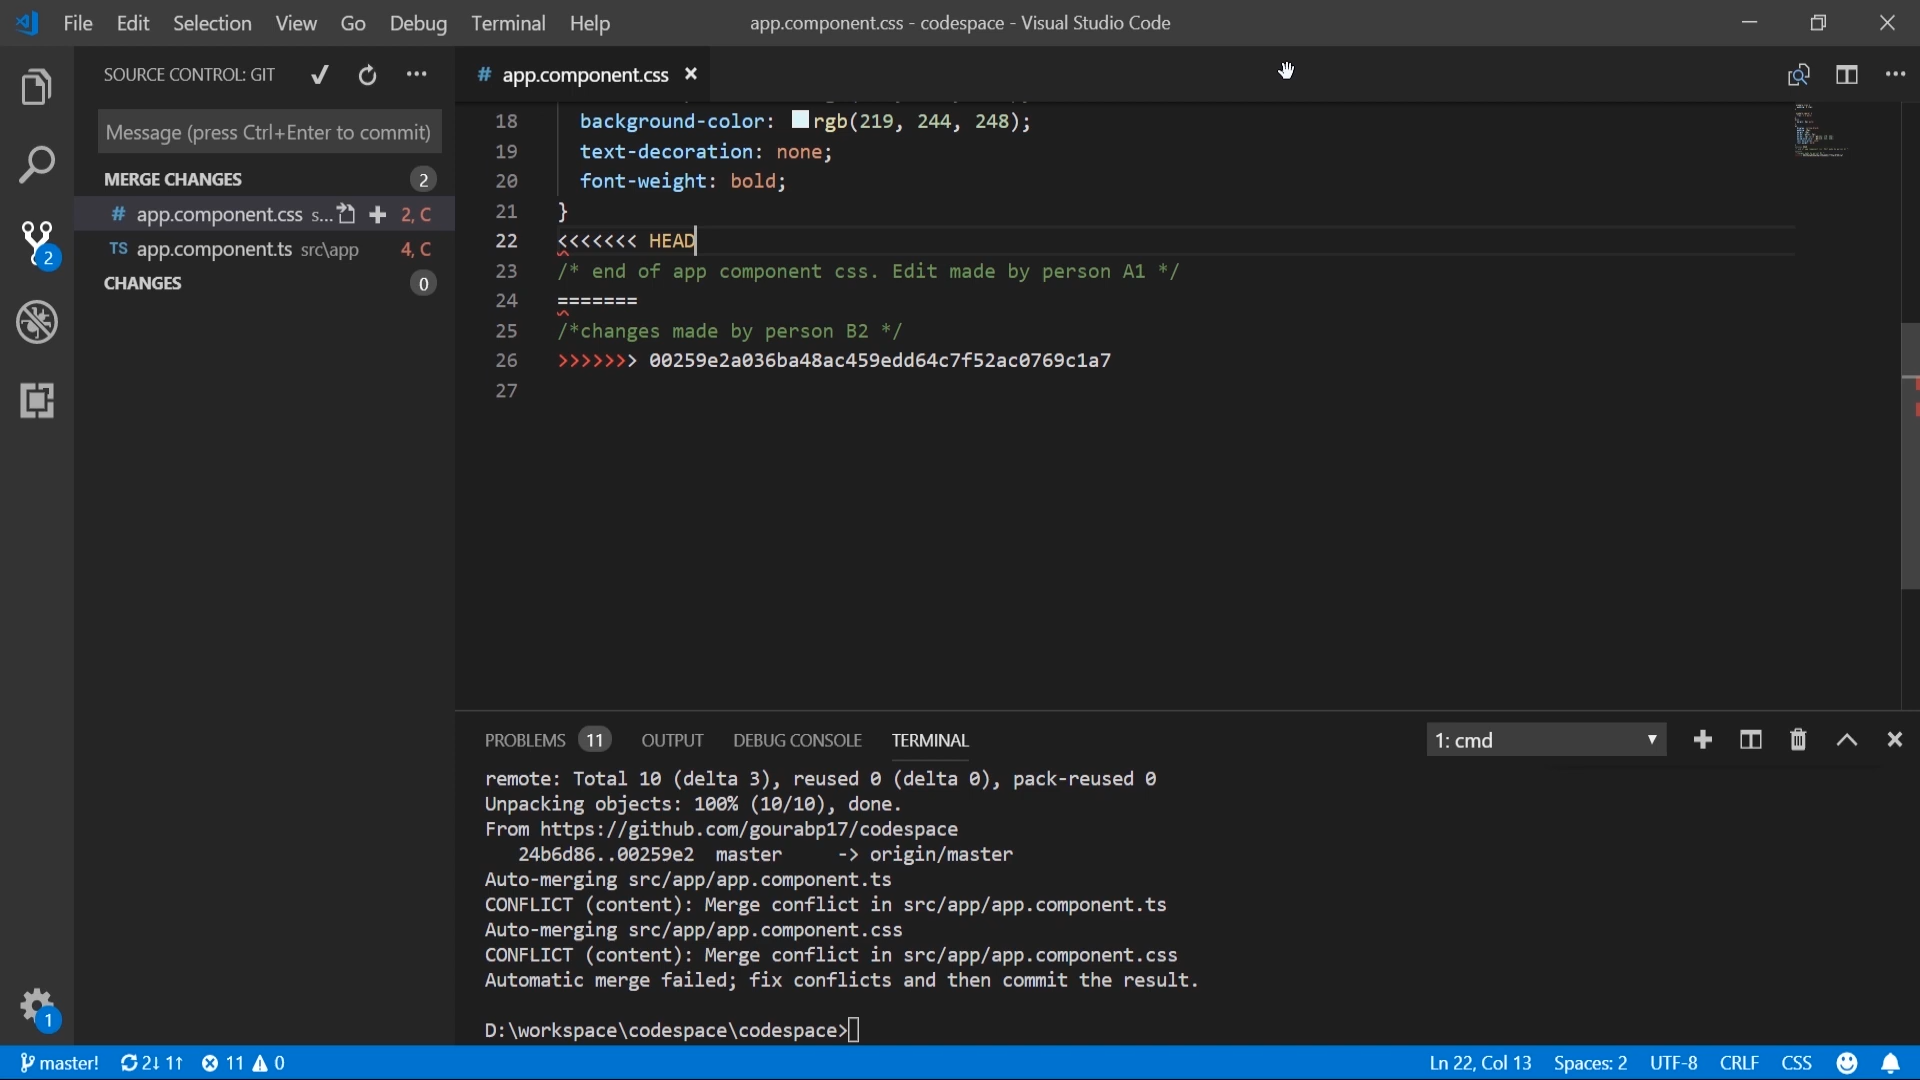 File Edit Selection View Go Debug Terminal Help app.component.css - codespace - Visual Studio Code
SOURCE CONTROL: GIT
# app.component.css
Message (press Ctrl+Enter to commit)
MERGE CHANGES 2
# app.component.css s... 2, C
TS app.component.ts src\app 4, C
CHANGES 0
2
1
18 background-color: rgb(219, 244, 248);
19 text-decoration: none;
20 font-weight: bold;
21 }
22 <<<<<<< HEAD
23 /* end of app component css. Edit made by person A1 */
24 =======
25 /*changes made by person B2 */
26 >>>>>>> 00259e2a036ba48ac459edd64c7f52ac0769c1a7
27
PROBLEMS 11 OUTPUT DEBUG CONSOLE TERMINAL 1: cmd
remote: Total 10 (delta 3), reused 0 (delta 0), pack-reused 0
Unpacking objects: 100% (10/10), done.
From https://github.com/gourabp17/codespace
24b6d86..00259e2 master -> origin/master
Auto-merging src/app/app.component.ts
CONFLICT (content): Merge conflict in src/app/app.component.ts
Auto-merging src/app/app.component.css
CONFLICT (content): Merge conflict in src/app/app.component.css
Automatic merge failed; fix conflicts and then commit the result.
D:\workspace\codespace\codespace>
master! 2↓ 1↑ 11 0 Ln 22, Col 13 Spaces: 2 UTF-8 CRLF CSS